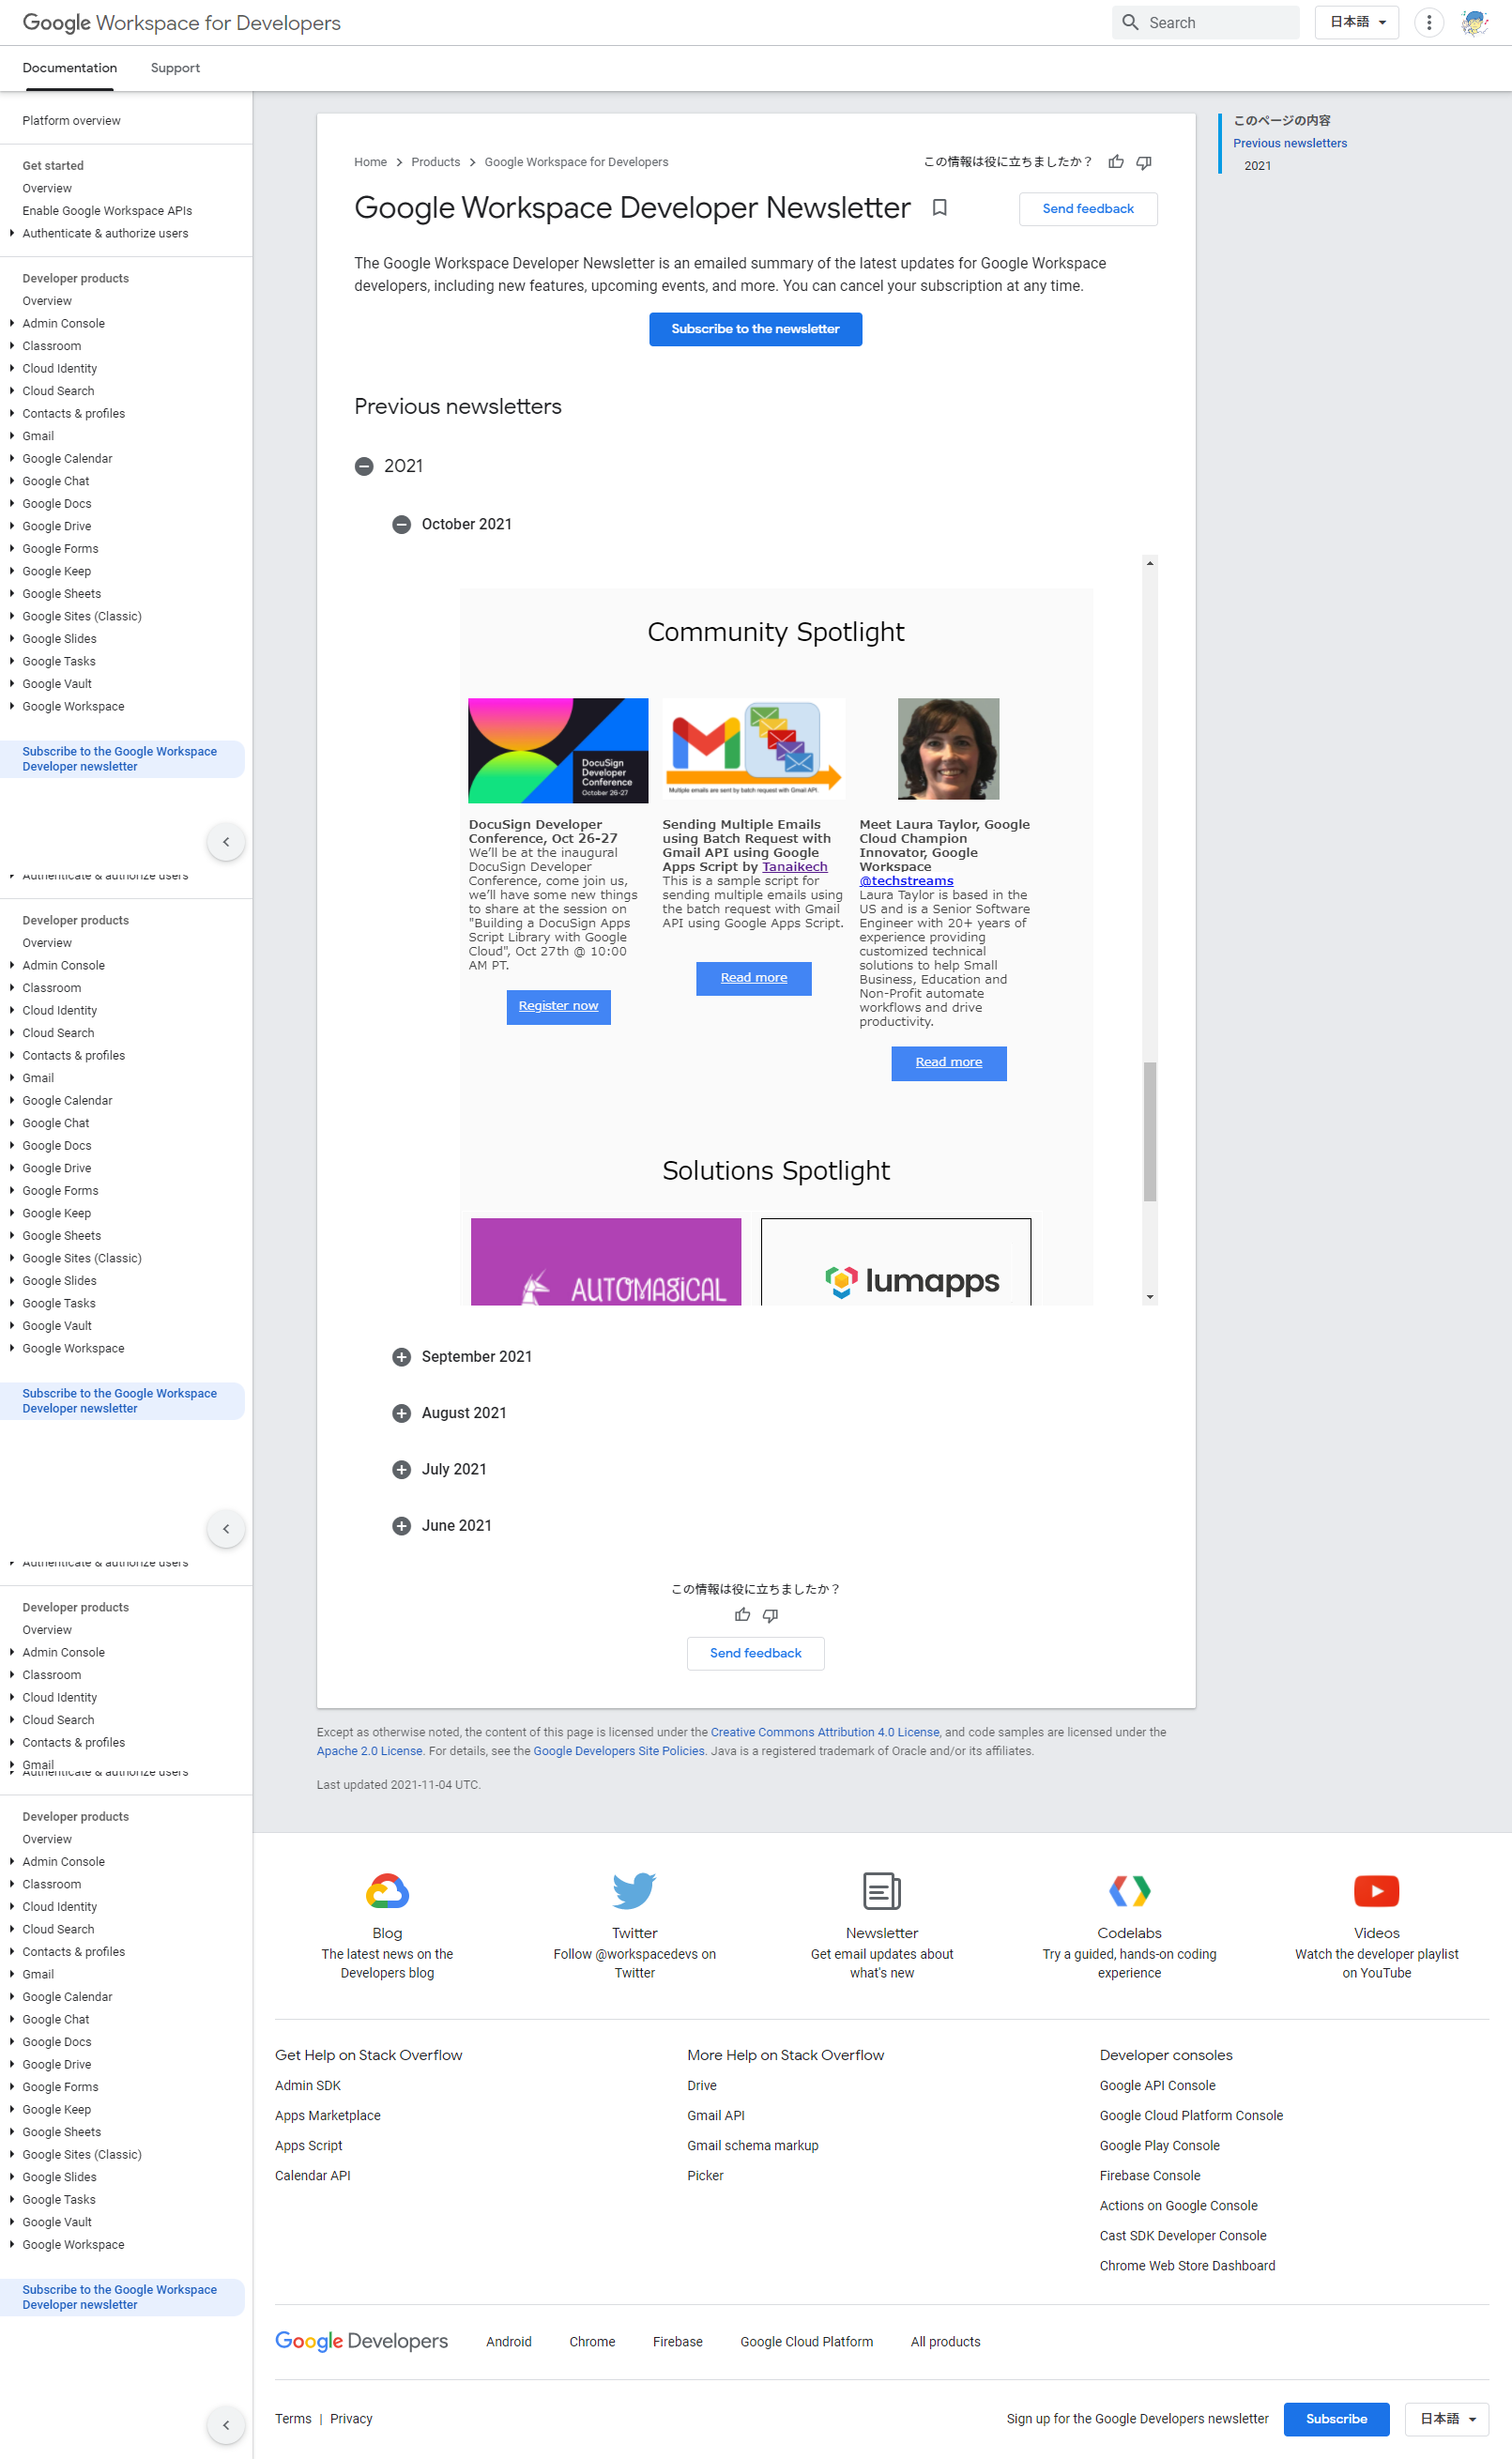 Google Workspace for Developers
Search
日本語
Documentation
Support
Platform overview
Get started
Overview
Enable Google Workspace APIs
Authenticate & authorize users
Developer products
Overview
Admin Console
Classroom
Cloud Identity
Cloud Search
Contacts & profiles
Gmail
Google Calendar
Google Chat
Google Docs
Google Drive
Google Forms
Google Keep
Google Sheets
Google Sites (Classic)
Google Slides
Google Tasks
Google Vault
Google Workspace
Subscribe to the Google Workspace
Developer newsletter
Authenticate & authorize users
Developer products
Overview
Admin Console
Classroom
Cloud Identity
Cloud Search
Contacts & profiles
Gmail
Google Calendar
Google Chat
Google Docs
Google Drive
Google Forms
Google Keep
Google Sheets
Google Sites (Classic)
Google Slides
Google Tasks
Google Vault
Google Workspace
Subscribe to the Google Workspace
Developer newsletter
Authenticate & authorize users
Developer products
Overview
Admin Console
Classroom
Cloud Identity
Cloud Search
Contacts & profiles
Gmail
Authenticate & authorize users
Developer products
Overview
Admin Console
Classroom
Cloud Identity
Cloud Search
Contacts & profiles
Gmail
Google Calendar
Google Chat
Google Docs
Google Drive
Google Forms
Google Keep
Google Sheets
Google Sites (Classic)
Google Slides
Google Tasks
Google Vault
Google Workspace
Subscribe to the Google Workspace
Developer newsletter
Home
Products
Google Workspace for Developers
この情報は役に立ちましたか？
Google Workspace Developer Newsletter
Send feedback
The Google Workspace Developer Newsletter is an emailed summary of the latest updates for Google Workspace
developers, including new features, upcoming events, and more. You can cancel your subscription at any time.
Subscribe to the newsletter
Previous newsletters
2021
October 2021
Community Spotlight
DocuSign
Developer
Conference
October 26-27
DocuSign Developer
Conference, Oct 26-27
We'll be at the inaugural
DocuSign Developer
Conference, come join us,
we'll have some new things
to share at the session on
"Building a DocuSign Apps
Script Library with Google
Cloud", Oct 27th @ 10:00
AM PT.
Register now
Multiple emails are sent by batch request with Gmail API.
Sending Multiple Emails
using Batch Request with
Gmail API using Google
Apps Script by Tanaikech
This is a sample script for
sending multiple emails using
the batch request with Gmail
API using Google Apps Script.
Read more
Meet Laura Taylor, Google
Cloud Champion
Innovator, Google
Workspace
@techstreams
Laura Taylor is based in the
US and is a Senior Software
Engineer with 20+ years of
experience providing
customized technical
solutions to help Small
Business, Education and
Non-Profit automate
workflows and drive
productivity.
Read more
Solutions Spotlight
AUTOMAGICAL
lumapps
September 2021
August 2021
July 2021
June 2021
この情報は役に立ちましたか？
Send feedback
このページの内容
Previous newsletters
2021
Except as otherwise noted, the content of this page is licensed under the Creative Commons Attribution 4.0 License, and code samples are licensed under the
Apache 2.0 License. For details, see the Google Developers Site Policies. Java is a registered trademark of Oracle and/or its affiliates.
Last updated 2021-11-04 UTC.
Blog
The latest news on the
Developers blog
Twitter
Follow @workspacedevs on
Twitter
Newsletter
Get email updates about
what's new
Codelabs
Try a guided, hands-on coding
experience
Videos
Watch the developer playlist
on YouTube
Get Help on Stack Overflow
Admin SDK
Apps Marketplace
Apps Script
Calendar API
More Help on Stack Overflow
Drive
Gmail API
Gmail schema markup
Picker
Developer consoles
Google API Console
Google Cloud Platform Console
Google Play Console
Firebase Console
Actions on Google Console
Cast SDK Developer Console
Chrome Web Store Dashboard
Google Developers
Android
Chrome
Firebase
Google Cloud Platform
All products
Terms | Privacy
Sign up for the Google Developers newsletter
Subscribe
日本語